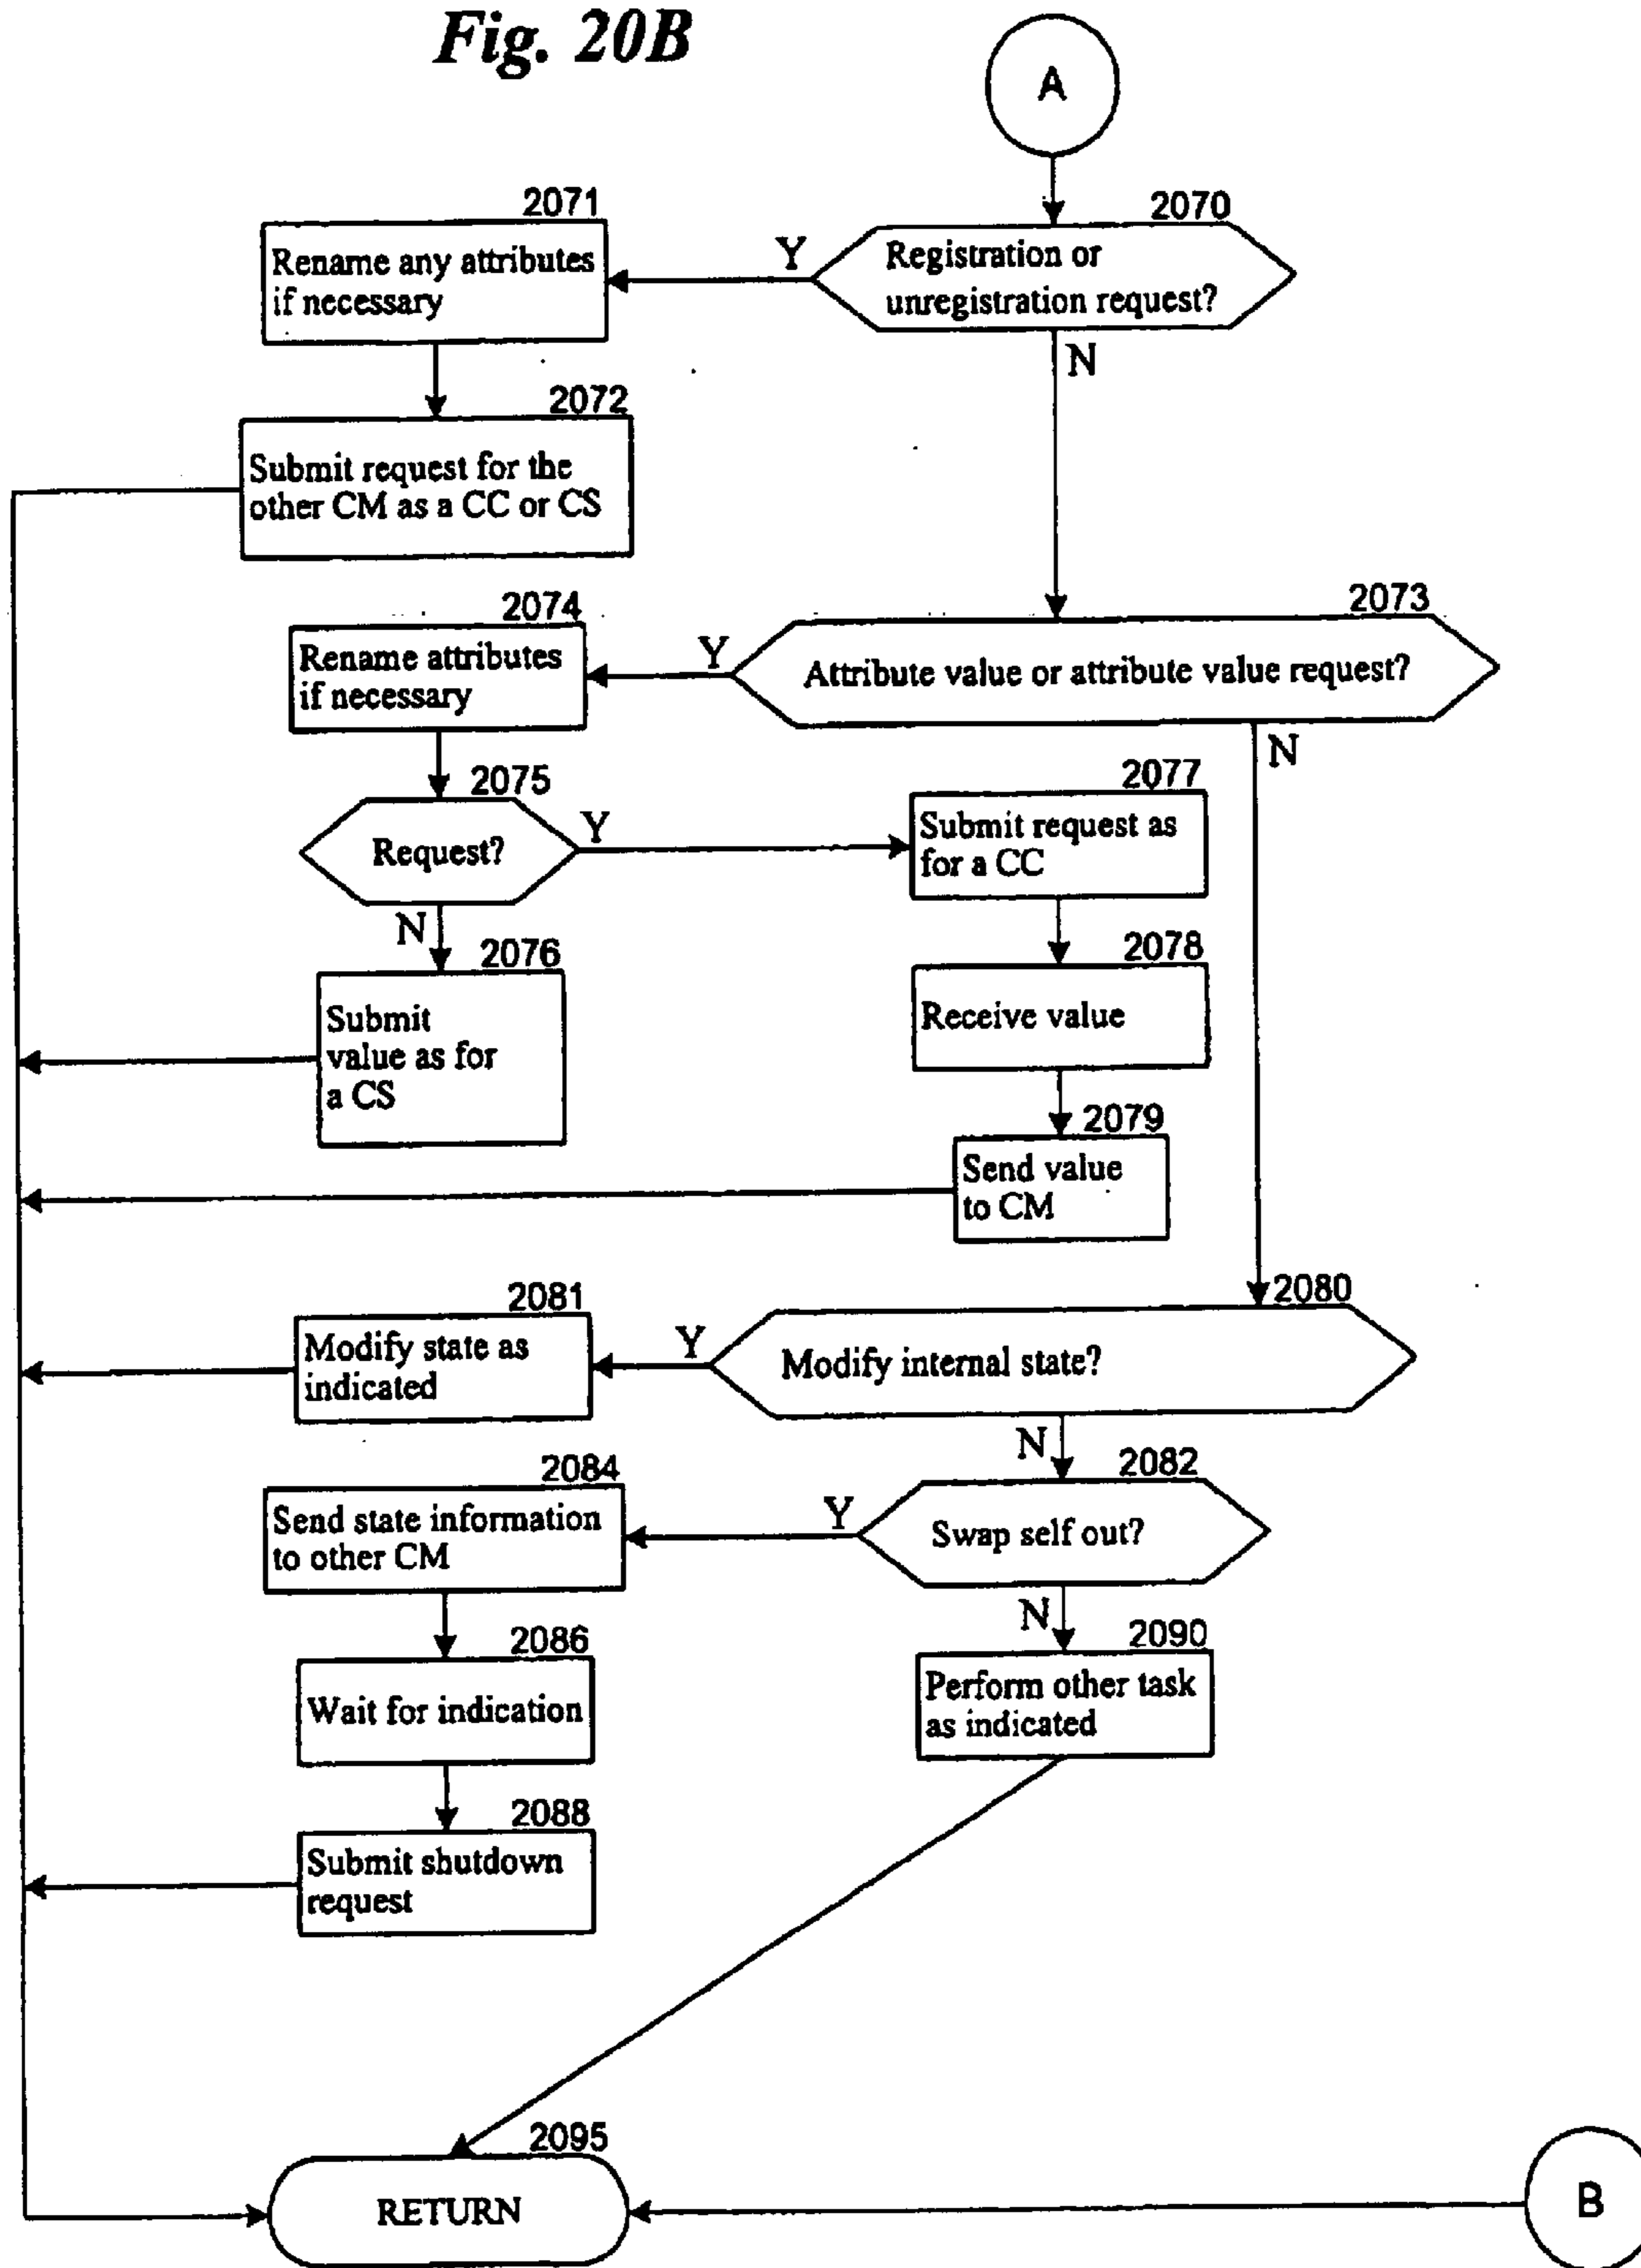 Fig. 20B
A
2070
Registration or
unregistration request?
Y
N
2071
Rename any attributes
if necessary
2072
Submit request for the
other CM as a CC or CS
2073
Attribute value or attribute value request?
Y
N
2074
Rename attributes
if necessary
2075
Request?
Y
N
2076
Submit
value as for
a CS
2077
Submit request as
for a CC
2078
Receive value
2079
Send value
to CM
2080
Modify internal state?
Y
N
2081
Modify state as
indicated
2082
Swap self out?
Y
N
2084
Send state information
to other CM
2086
Wait for indication
2088
Submit shutdown
request
2090
Perform other task
as indicated
2095
RETURN
B